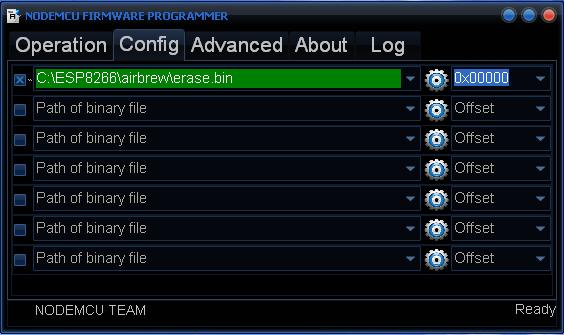 NODEMCU FIRMWARE PROGRAMMER
Operation Config Advanced About Log
C:\ESP8266\airbrew\erase.bin 0x00000
Path of binary file Offset
Path of binary file Offset
Path of binary file Offset
Path of binary file Offset
Path of binary file Offset
Path of binary file Offset
NODEMCU TEAM Ready